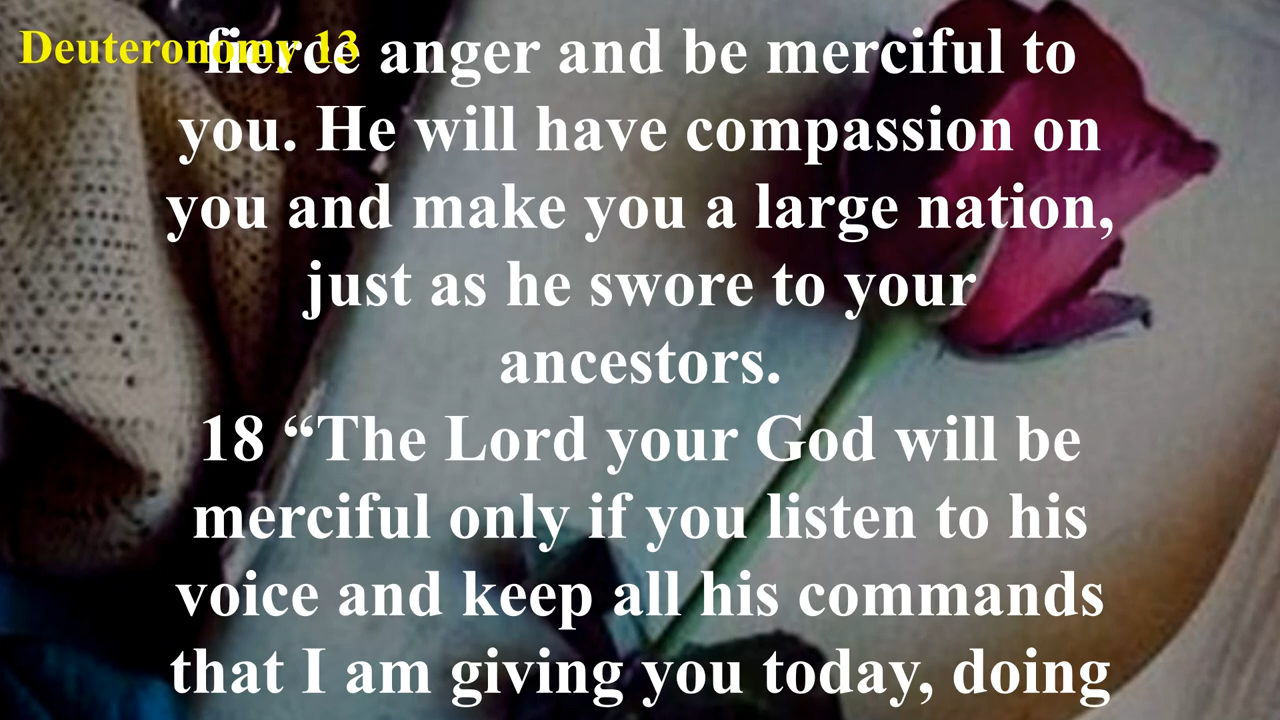 Deuteronomy 13
fierce anger and be merciful to
you. He will have compassion on
you and make you a large nation,
just as he swore to your
ancestors.
18 “The Lord your God will be
merciful only if you listen to his
voice and keep all his commands
that I am giving you today, doing